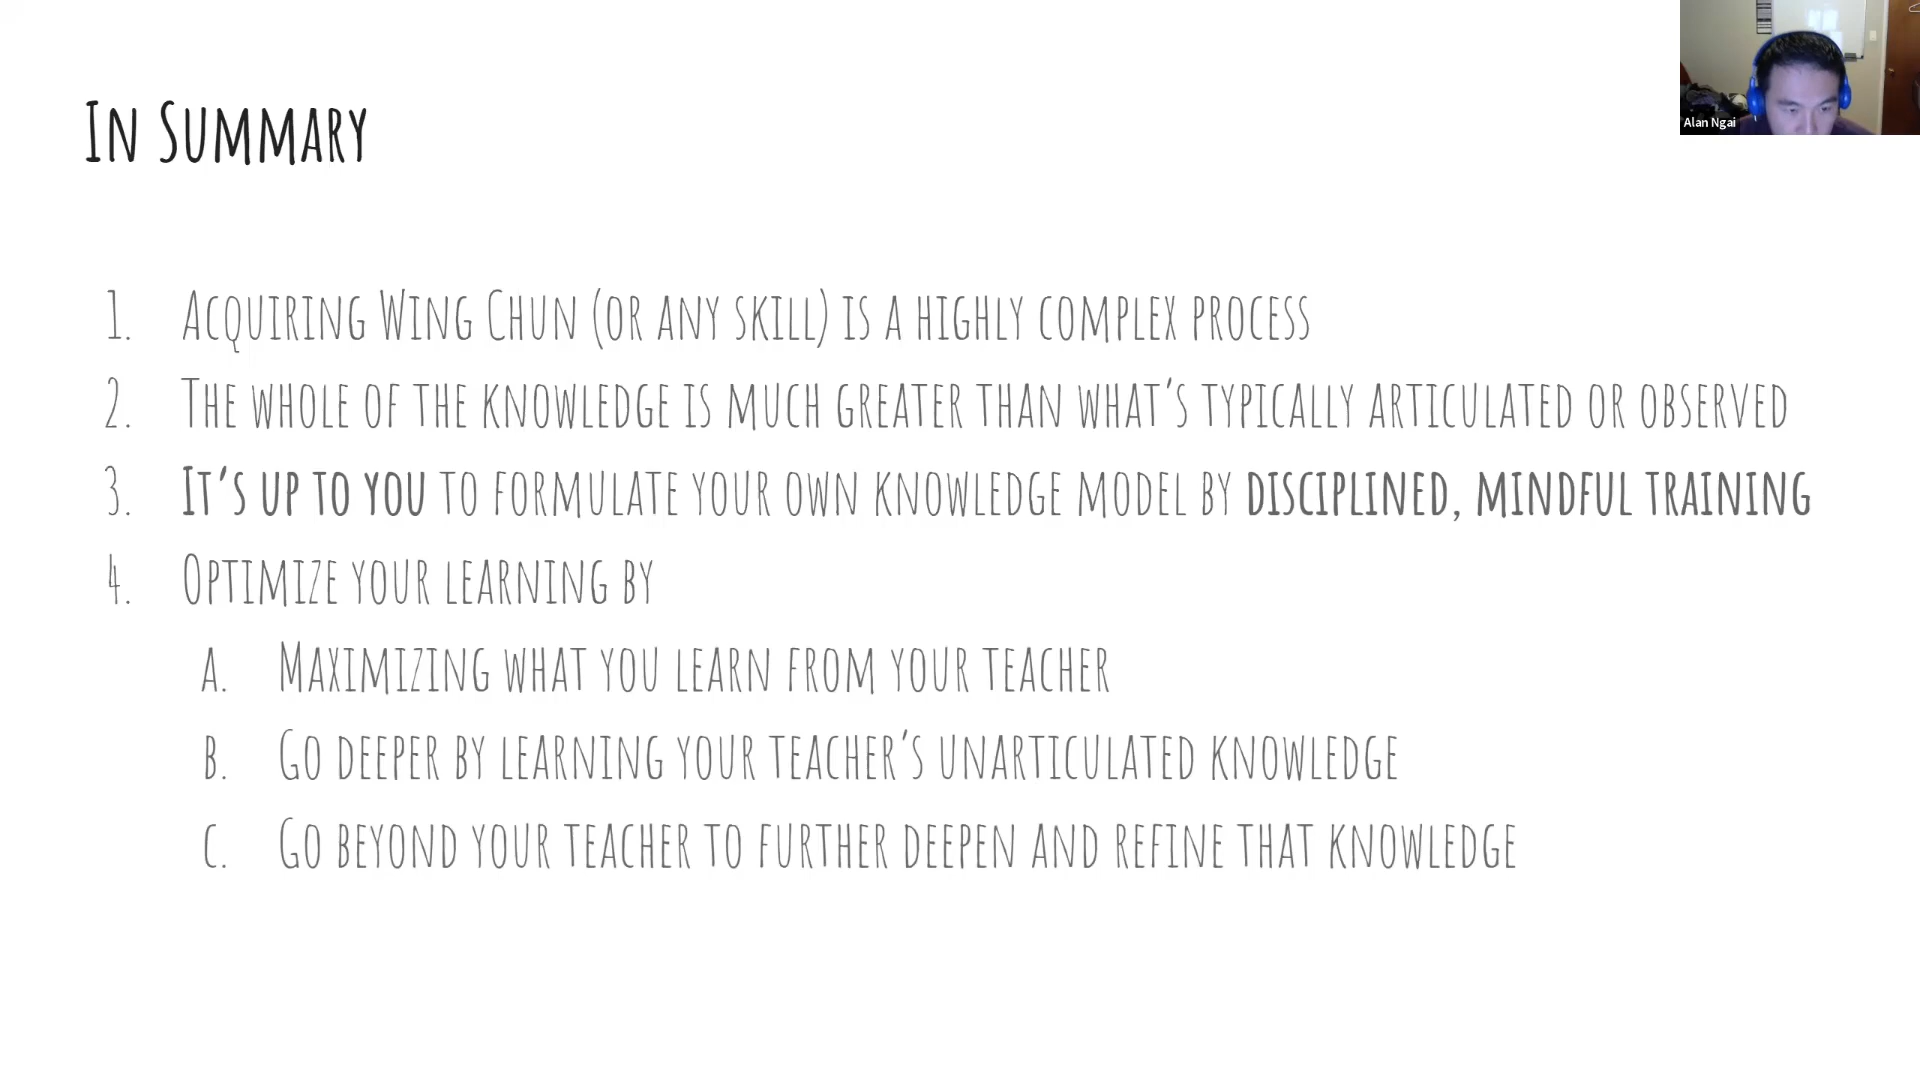 In Summary
1. Acquiring Wing Chun (or any skill) is a highly complex process
2. The whole of the knowledge is much greater than what's typically articulated or observed
3. It's up to you to formulate your own knowledge model by disciplined, mindful training
4. Optimize your learning by
a. Maximizing what you learn from your teacher
b. Go deeper by learning your teacher's unarticulated knowledge
c. Go beyond your teacher to further deepen and refine that knowledge
Alan Ngai